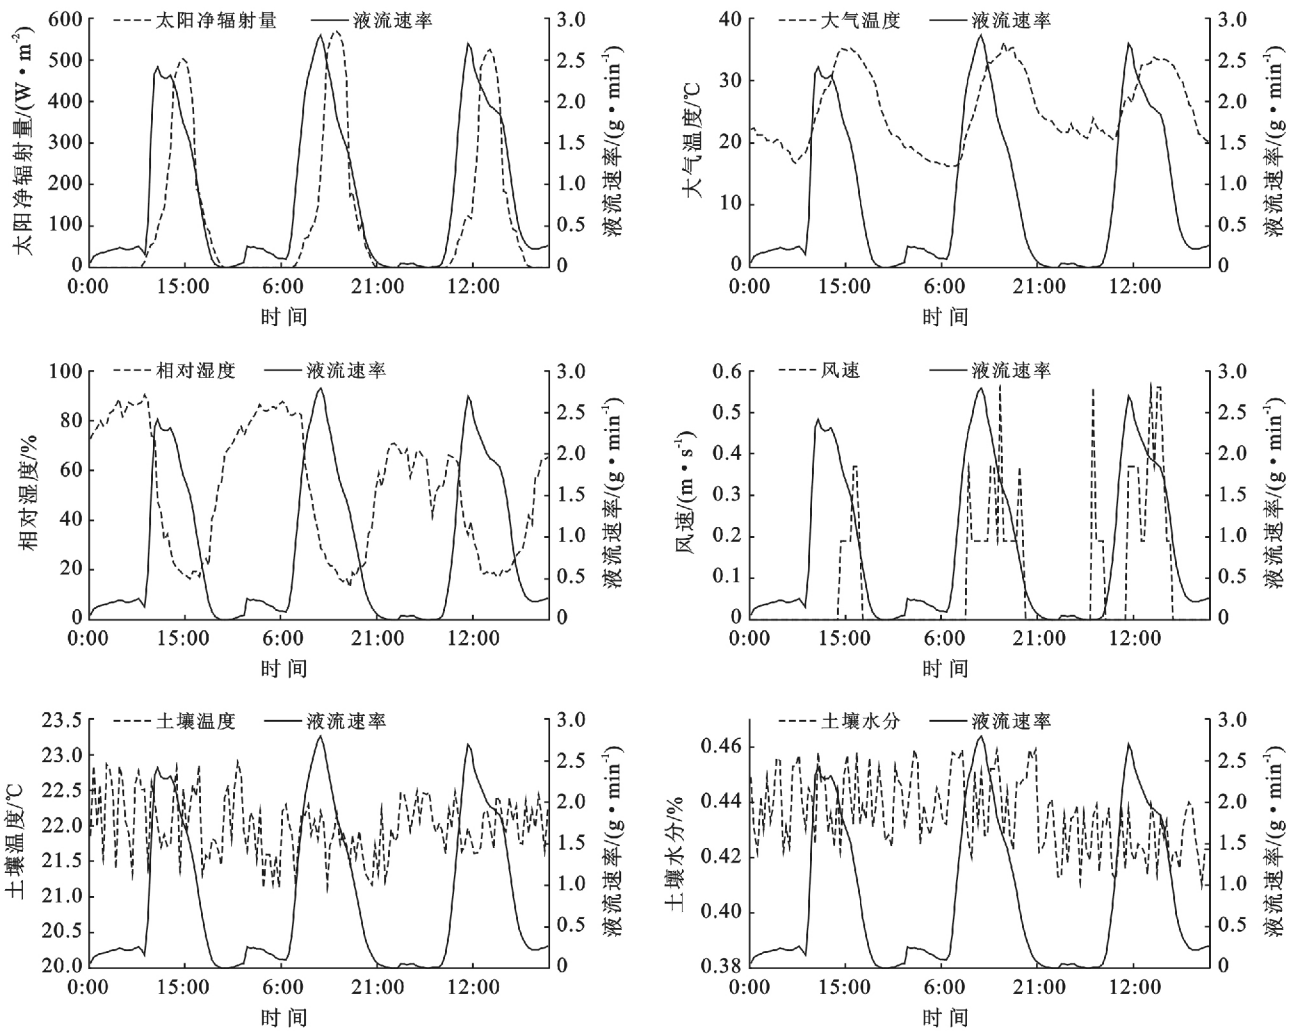 太阳净辐射量 液流速率
太阳净辐射量/(W·m⁻²)
600
500
400
300
200
100
0
3.0
2.5
2.0
1.5
1.0
0.5
0
液流速率/(g·min⁻¹)
0:00 15:00 6:00 21:00 12:00
时间
大气温度 液流速率
大气温度/℃
40
30
20
10
0
3.0
2.5
2.0
1.5
1.0
0.5
0
液流速率/(g·min⁻¹)
0:00 15:00 6:00 21:00 12:00
时间
相对湿度 液流速率
相对湿度/%
100
80
60
40
20
0
3.0
2.5
2.0
1.5
1.0
0.5
0
液流速率/(g·min⁻¹)
0:00 15:00 6:00 21:00 12:00
时间
风速 液流速率
风速/(m·s⁻¹)
0.6
0.5
0.4
0.3
0.2
0.1
0
3.0
2.5
2.0
1.5
1.0
0.5
0
液流速率/(g·min⁻¹)
0:00 15:00 6:00 21:00 12:00
时间
土壤温度 液流速率
土壤温度/℃
23.5
23.0
22.5
22.0
21.5
21.0
20.5
20.0
3.0
2.5
2.0
1.5
1.0
0.5
0
液流速率/(g·min⁻¹)
0:00 15:00 6:00 21:00 12:00
时间
土壤水分 液流速率
土壤水分/%
0.46
0.44
0.42
0.40
0.38
3.0
2.5
2.0
1.5
1.0
0.5
0
液流速率/(g·min⁻¹)
0:00 15:00 6:00 21:00 12:00
时间